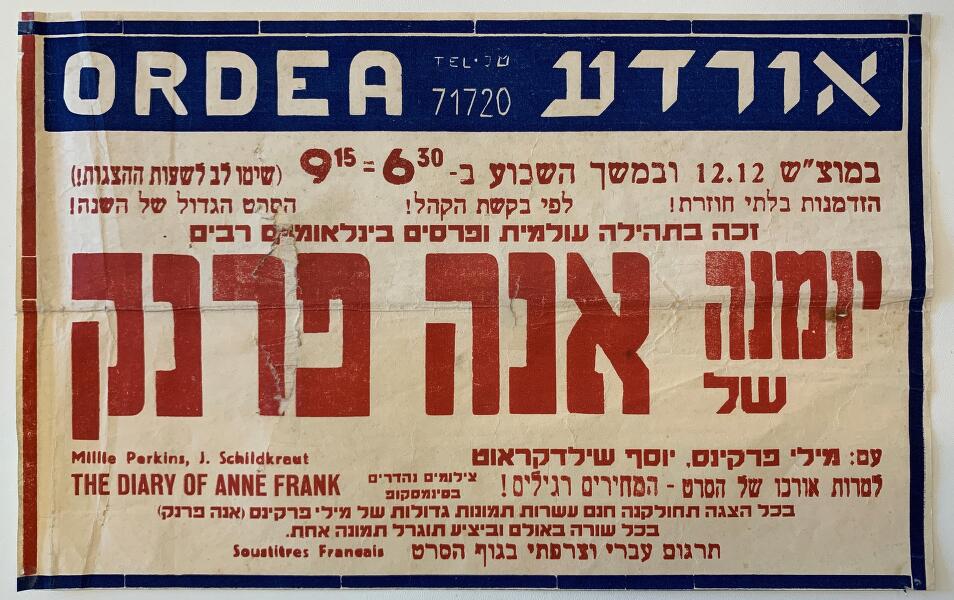 אורדע טל· TEL· ORDEA
71720
במוצ״ש 12.12 ובמשך השבוע ב- 6³⁰ = 9¹⁵ (שימו לב לשעות ההצגות!)
הזדמנות בלתי חוזרת! לפי בקשת הקהל! הסרט הגדול של השנה!
זכה בתהילה עולמית ופרסים בינלאומיים רבים
יומנה של אנה פרנק
עם: מילי פרקינס, יוסף שילדקראוט Millie Perkins, J. Schildkraut
למרות אורכו של הסרט - המחירים רגילים! צילומים נהדרים בסינמסקופ THE DIARY OF ANNE FRANK
בכל הצגה תחולקנה חנם עשרות תמונות גדולות של מילי פרקינס (אנה פרנק)
בכל שורה באולם וביציע תוגרל תמונה אחת.
תרגום עברי וצרפתי בגוף הסרט Soustitres Francais